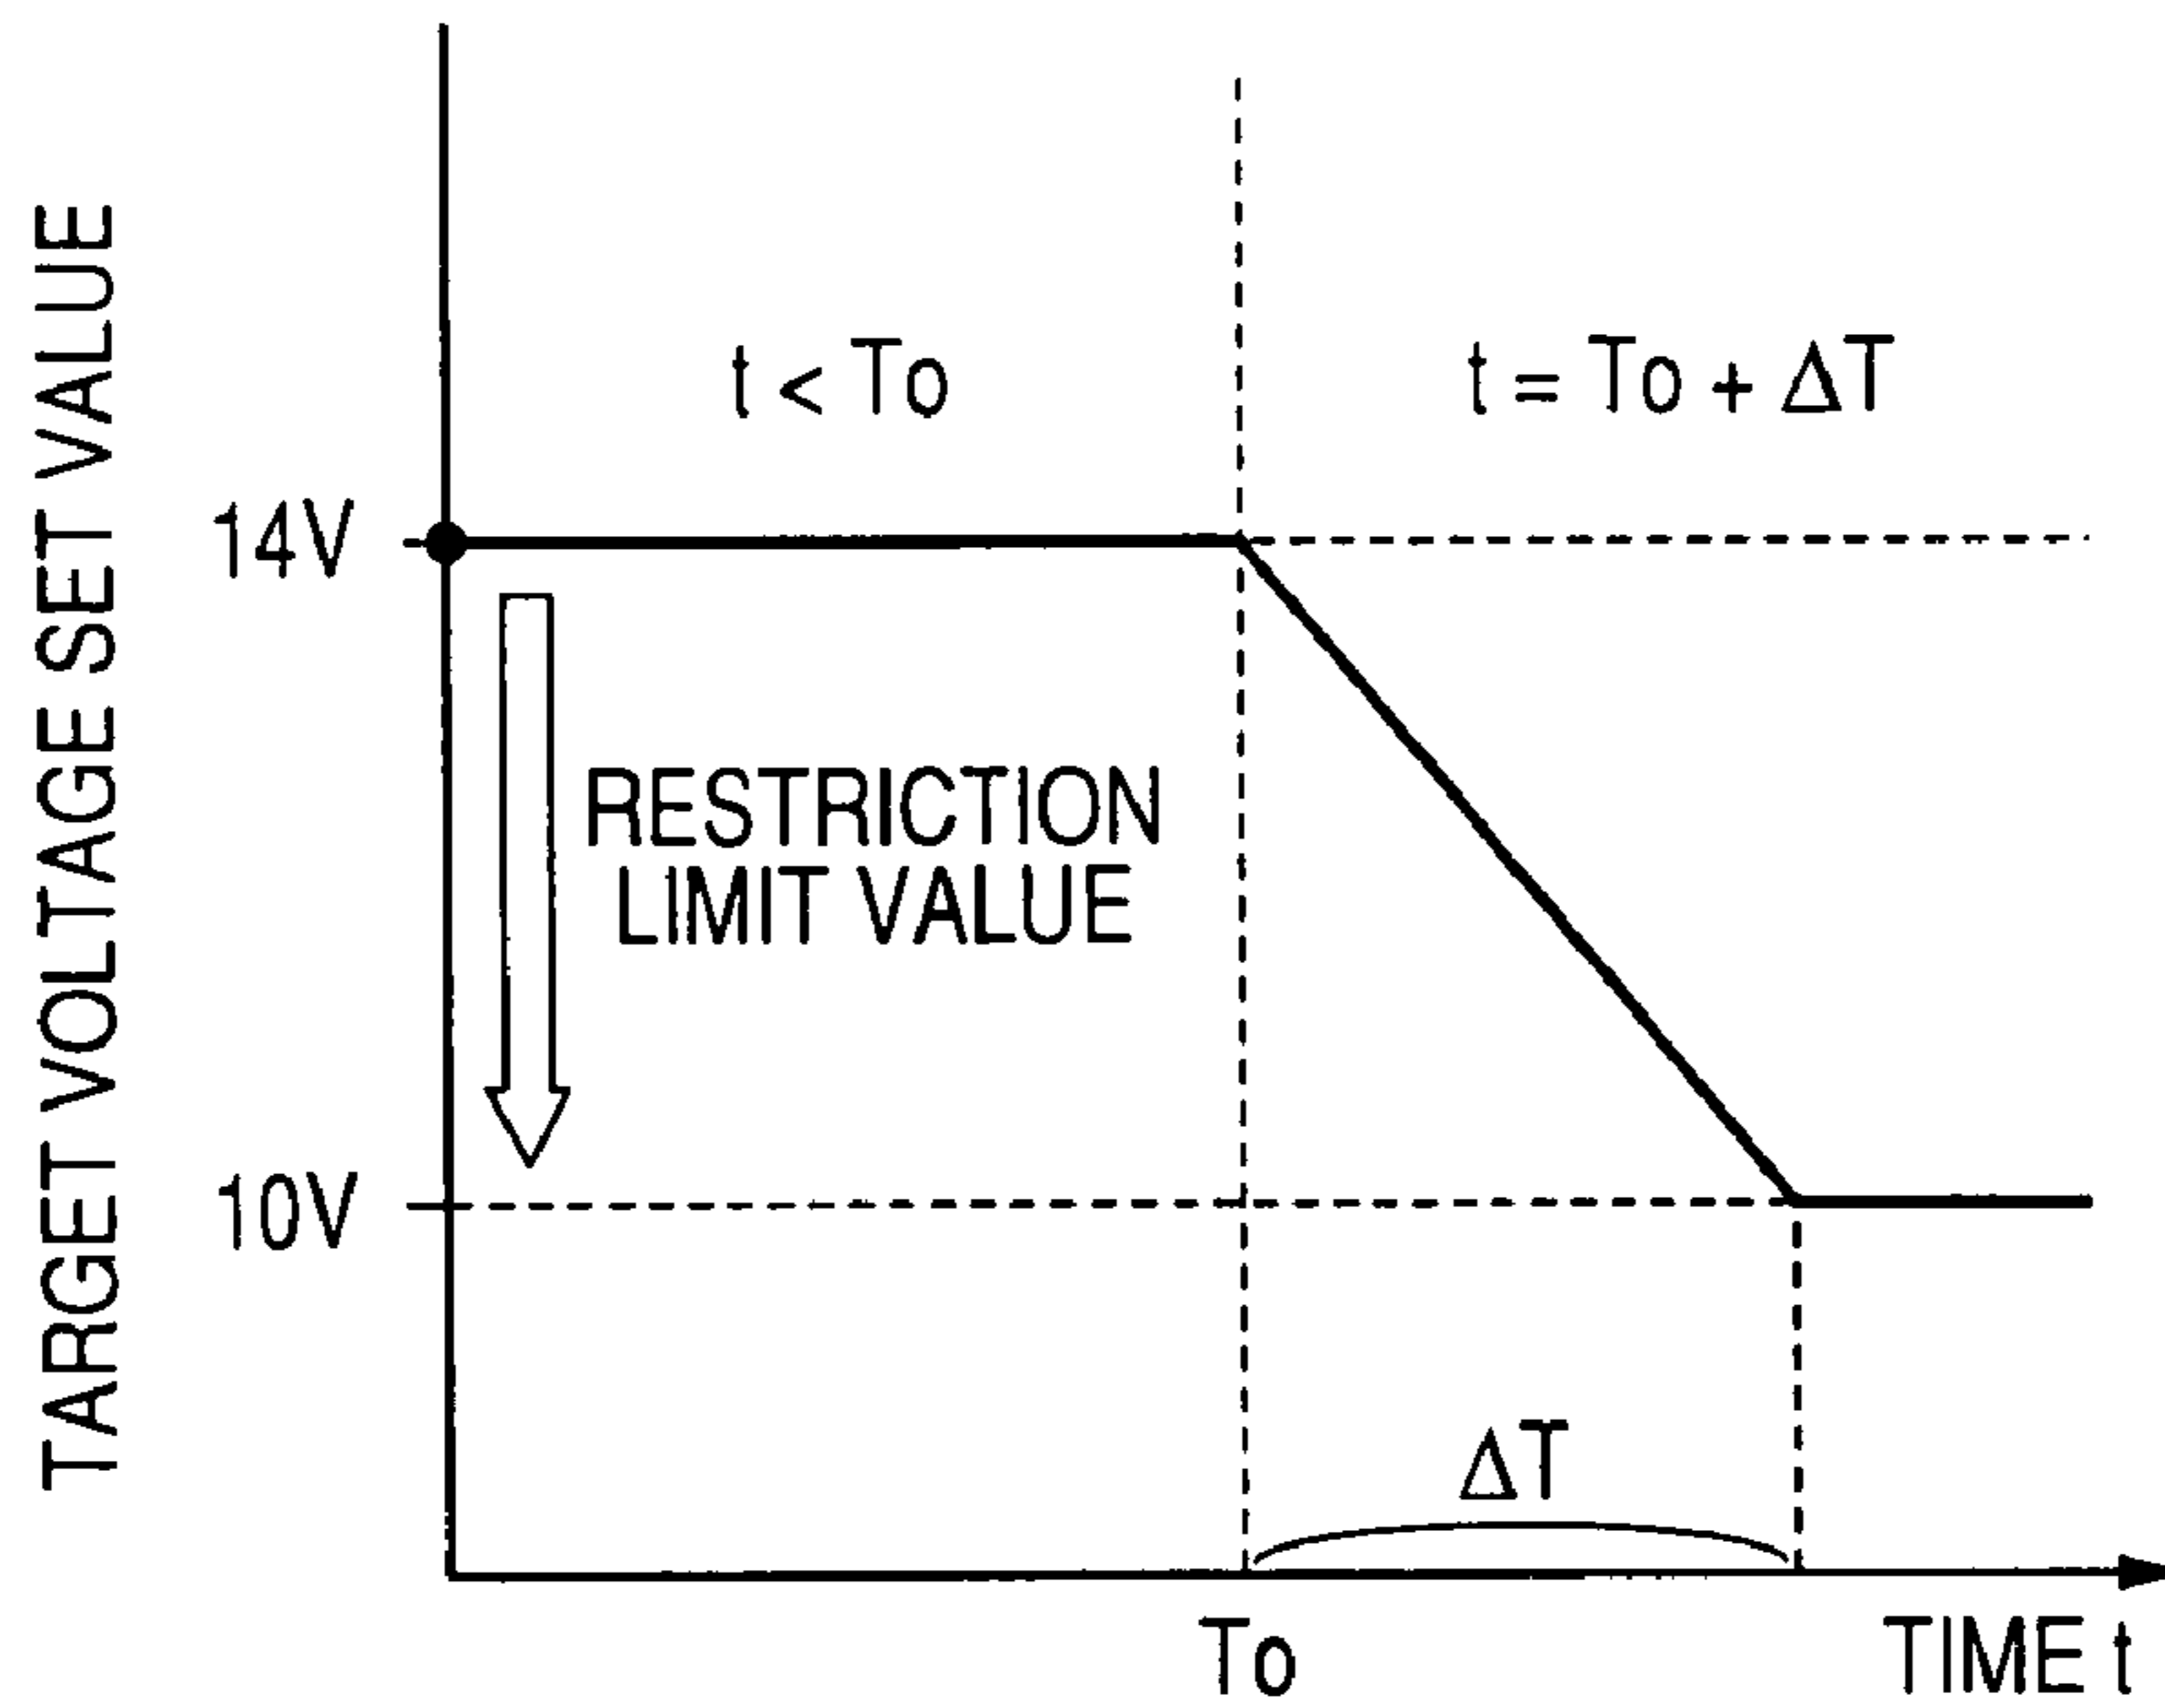 TARGET VOLTAGE SET VALUE
t < To
t = To + ΔT
14V
RESTRICTION
LIMIT VALUE
10V
ΔT
To
TIME t